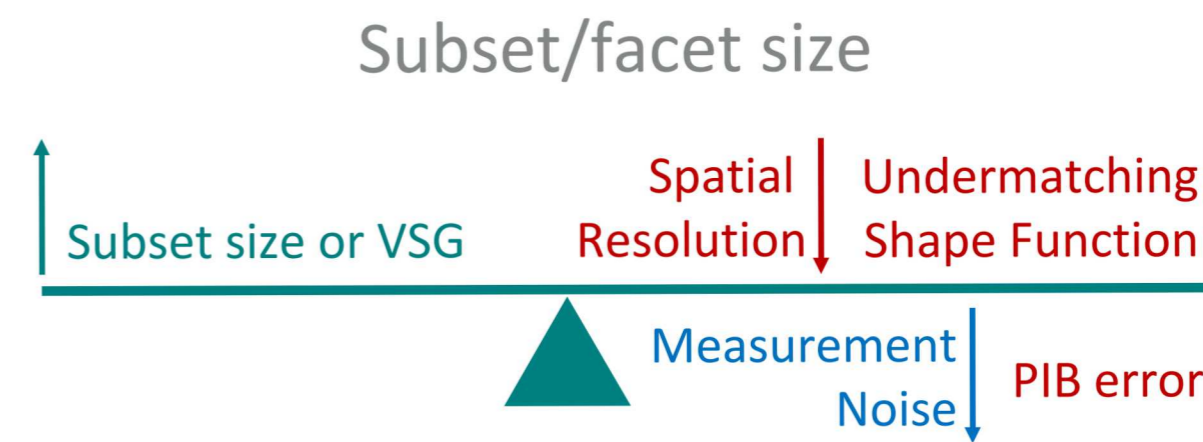 Subset/facet size
Subset size or VSG
Spatial
Resolution
Undermatching
Shape Function
Measurement
Noise
PIB error